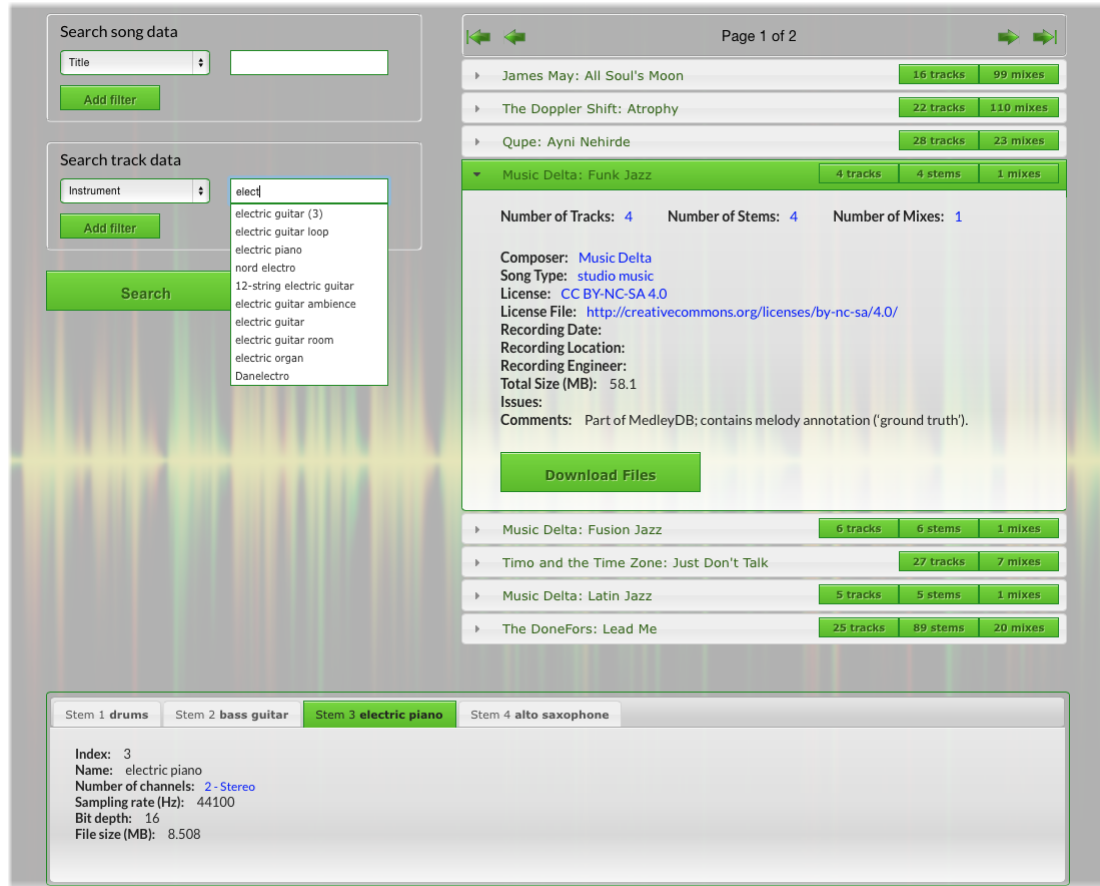 Search song data
Title
Add filter
Search track data
Instrument elect
Add filter
electric guitar (3)
electric guitar loop
electric piano
nord electro
12-string electric guitar
electric guitar ambience
electric guitar
electric guitar room
electric organ
Danelectro
Search
Page 1 of 2
James May: All Soul's Moon 16 tracks 99 mixes
The Doppler Shift: Atrophy 22 tracks 110 mixes
Qupe: Ayni Nehirde 28 tracks 23 mixes
Music Delta: Funk Jazz 4 tracks 4 stems 1 mixes
Number of Tracks: 4 Number of Stems: 4 Number of Mixes: 1
Composer: Music Delta
Song Type: studio music
License: CC BY-NC-SA 4.0
License File: http://creativecommons.org/licenses/by-nc-sa/4.0/
Recording Date:
Recording Location:
Recording Engineer:
Total Size (MB): 58.1
Issues:
Comments: Part of MedleyDB; contains melody annotation (‘ground truth’).
Download Files
Music Delta: Fusion Jazz 6 tracks 6 stems 1 mixes
Timo and the Time Zone: Just Don't Talk 27 tracks 7 mixes
Music Delta: Latin Jazz 5 tracks 5 stems 1 mixes
The DoneFors: Lead Me 25 tracks 89 stems 20 mixes
Stem 1 drums Stem 2 bass guitar Stem 3 electric piano Stem 4 alto saxophone
Index: 3
Name: electric piano
Number of channels: 2 - Stereo
Sampling rate (Hz): 44100
Bit depth: 16
File size (MB): 8.508